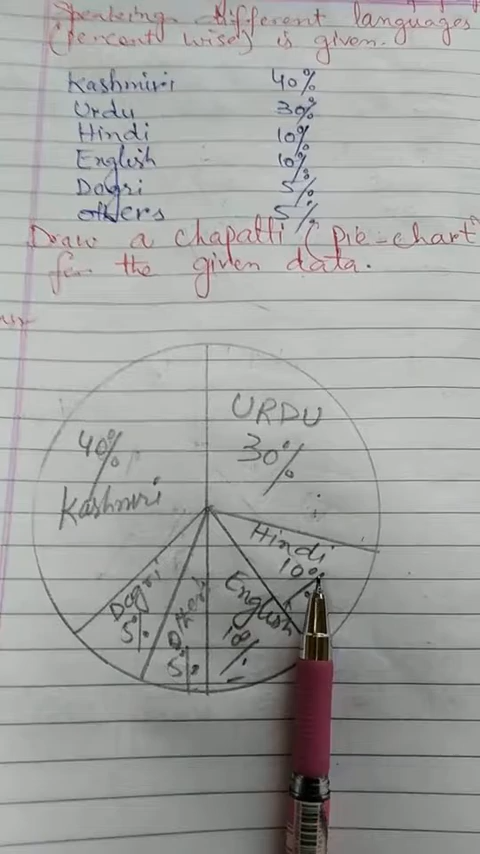 Speaking different languages
(percent wise) is given.
Kashmiri 40%
Urdu 30%
Hindi 10%
English 10%
Dogri 5%
others 5%
Draw a chapatti (pie-chart
for the given data.
URDU
30%
40%
Kashmiri
Hindi
10%
Dogri
5%
Others
5%
English
10%